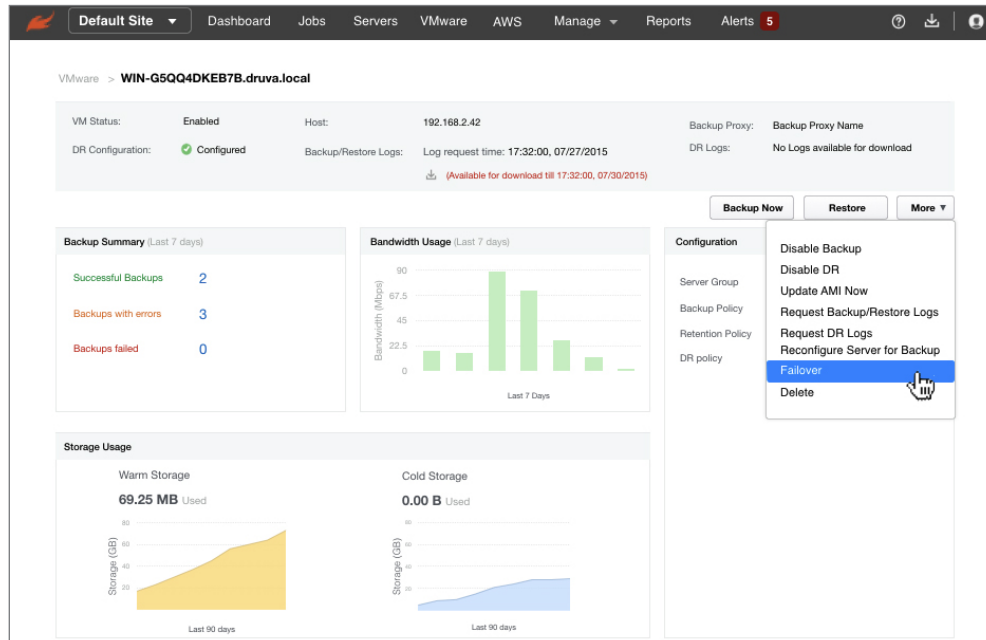 Default Site Dashboard Jobs Servers VMware AWS Manage Reports Alerts 5
VMware > WIN-G5QQ4DKEB7B.druva.local
VM Status: Enabled Host: 192.168.2.42 Backup Proxy: Backup Proxy Name
DR Configuration: Configured Backup/Restore Logs: Log request time: 17:32:00, 07/27/2015 DR Logs: No Logs available for download
(Available for download till 17:32:00, 07/30/2015)
Backup Now Restore More
Backup Summary (Last 7 days)
Successful Backups 2
Backups with errors 3
Backups failed 0
Bandwidth Usage (Last 7 days)
Bandwidth (Mbps)
90
67.5
45
22.5
0
Last 7 Days
Configuration
Server Group
Backup Policy
Retention Policy
DR policy
Disable Backup
Disable DR
Update AMI Now
Request Backup/Restore Logs
Request DR Logs
Reconfigure Server for Backup
Failover
Delete
Storage Usage
Warm Storage
69.25 MB Used
Storage (GB)
80
60
40
20
Last 90 days
Cold Storage
0.00 B Used
Storage (GB)
80
60
40
20
Last 90 days